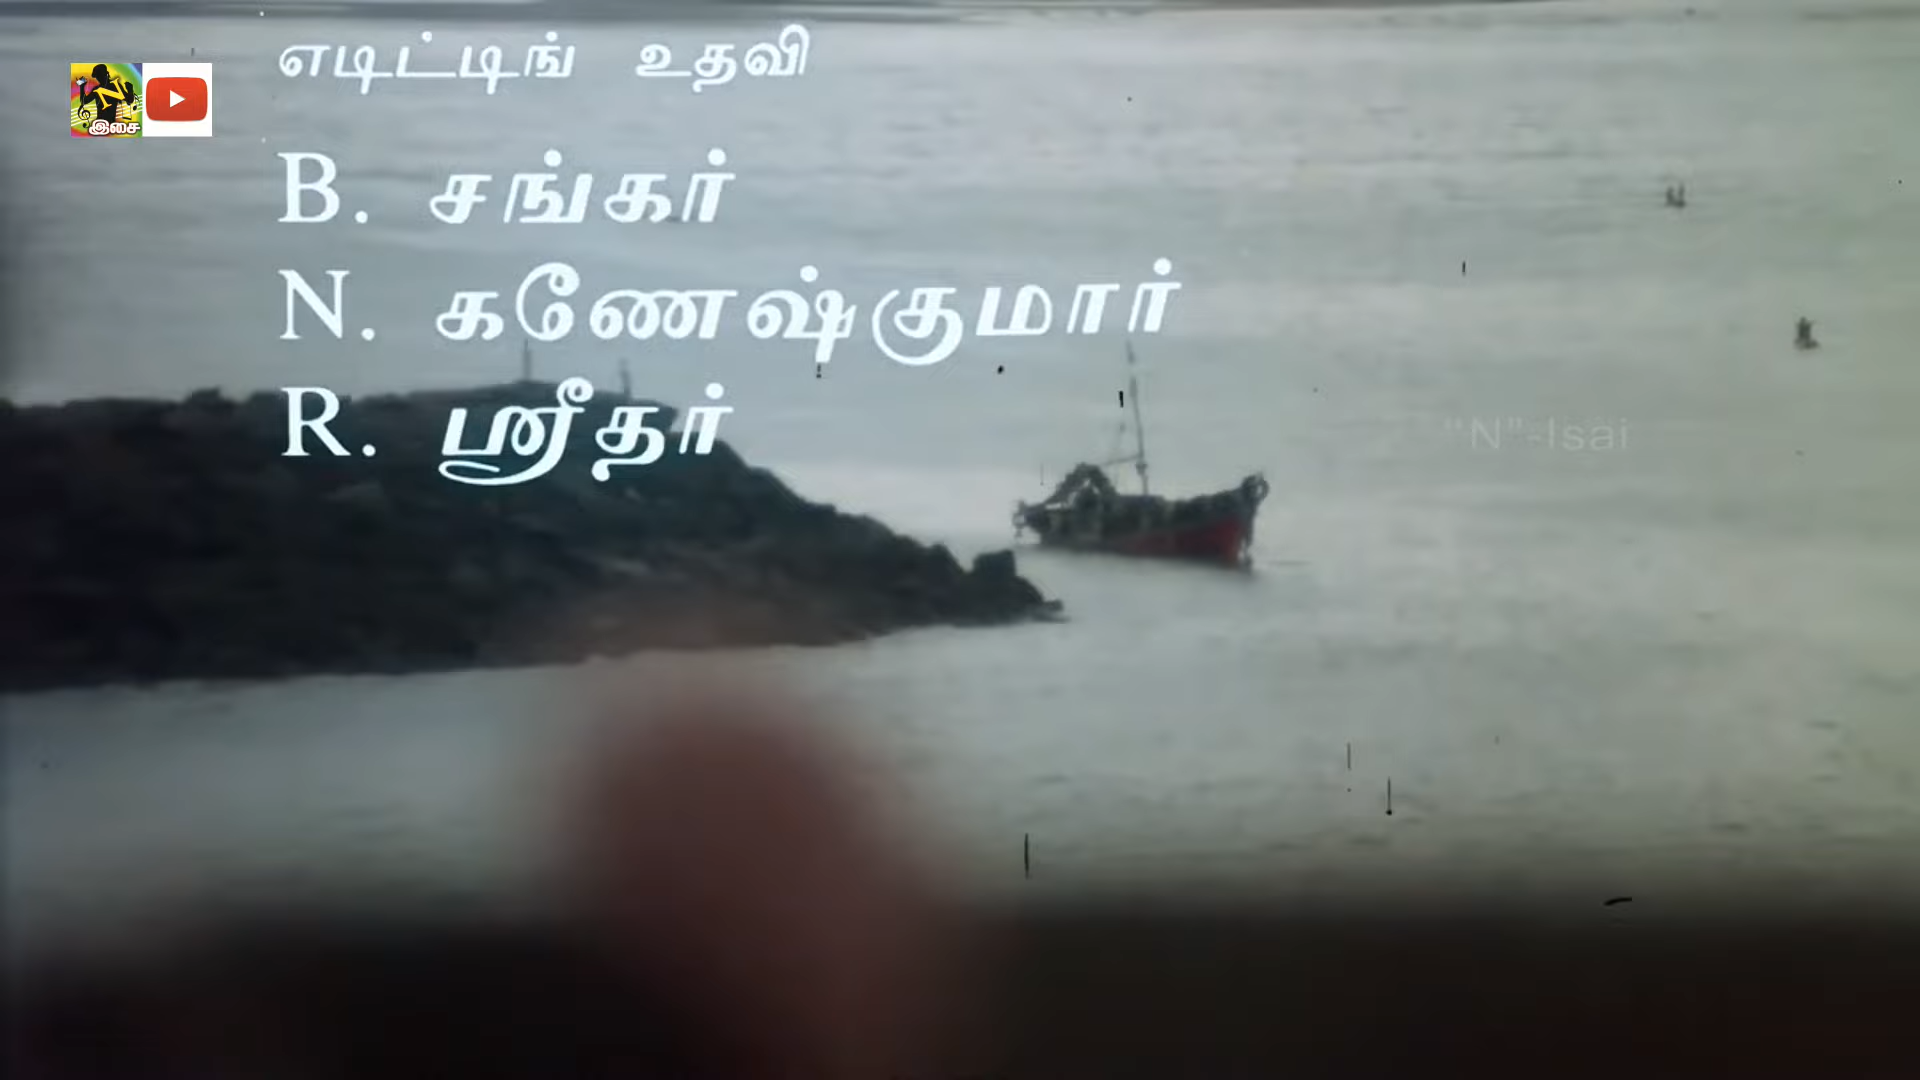 எடிட்டிங் உதவி
இசை
B. சங்கர்
N. கணேஷ்குமார்
R. ஸ்ரீதர்
"N"-Isai